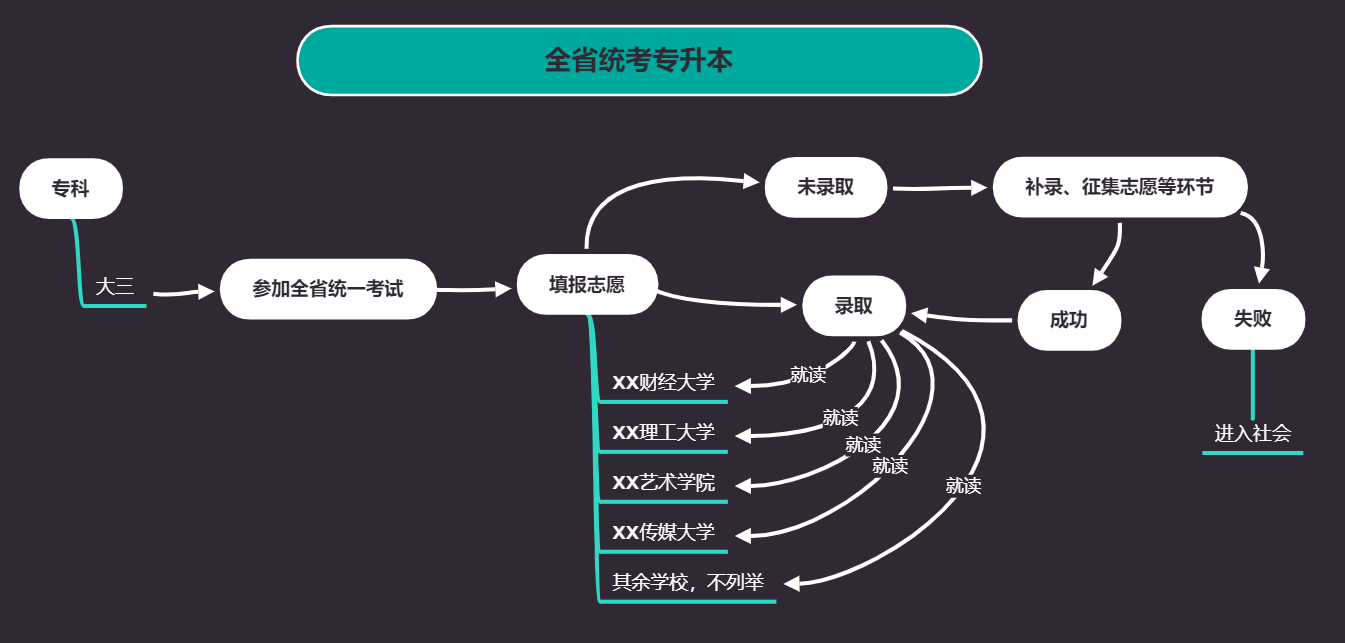 全省统考专升本
专科
大三
参加全省统一考试
填报志愿
未录取
补录、征集志愿等环节
录取
成功
失败
进入社会
XX财经大学
就读
XX理工大学
就读
XX艺术学院
就读
XX传媒大学
就读
其余学校，不列举
就读